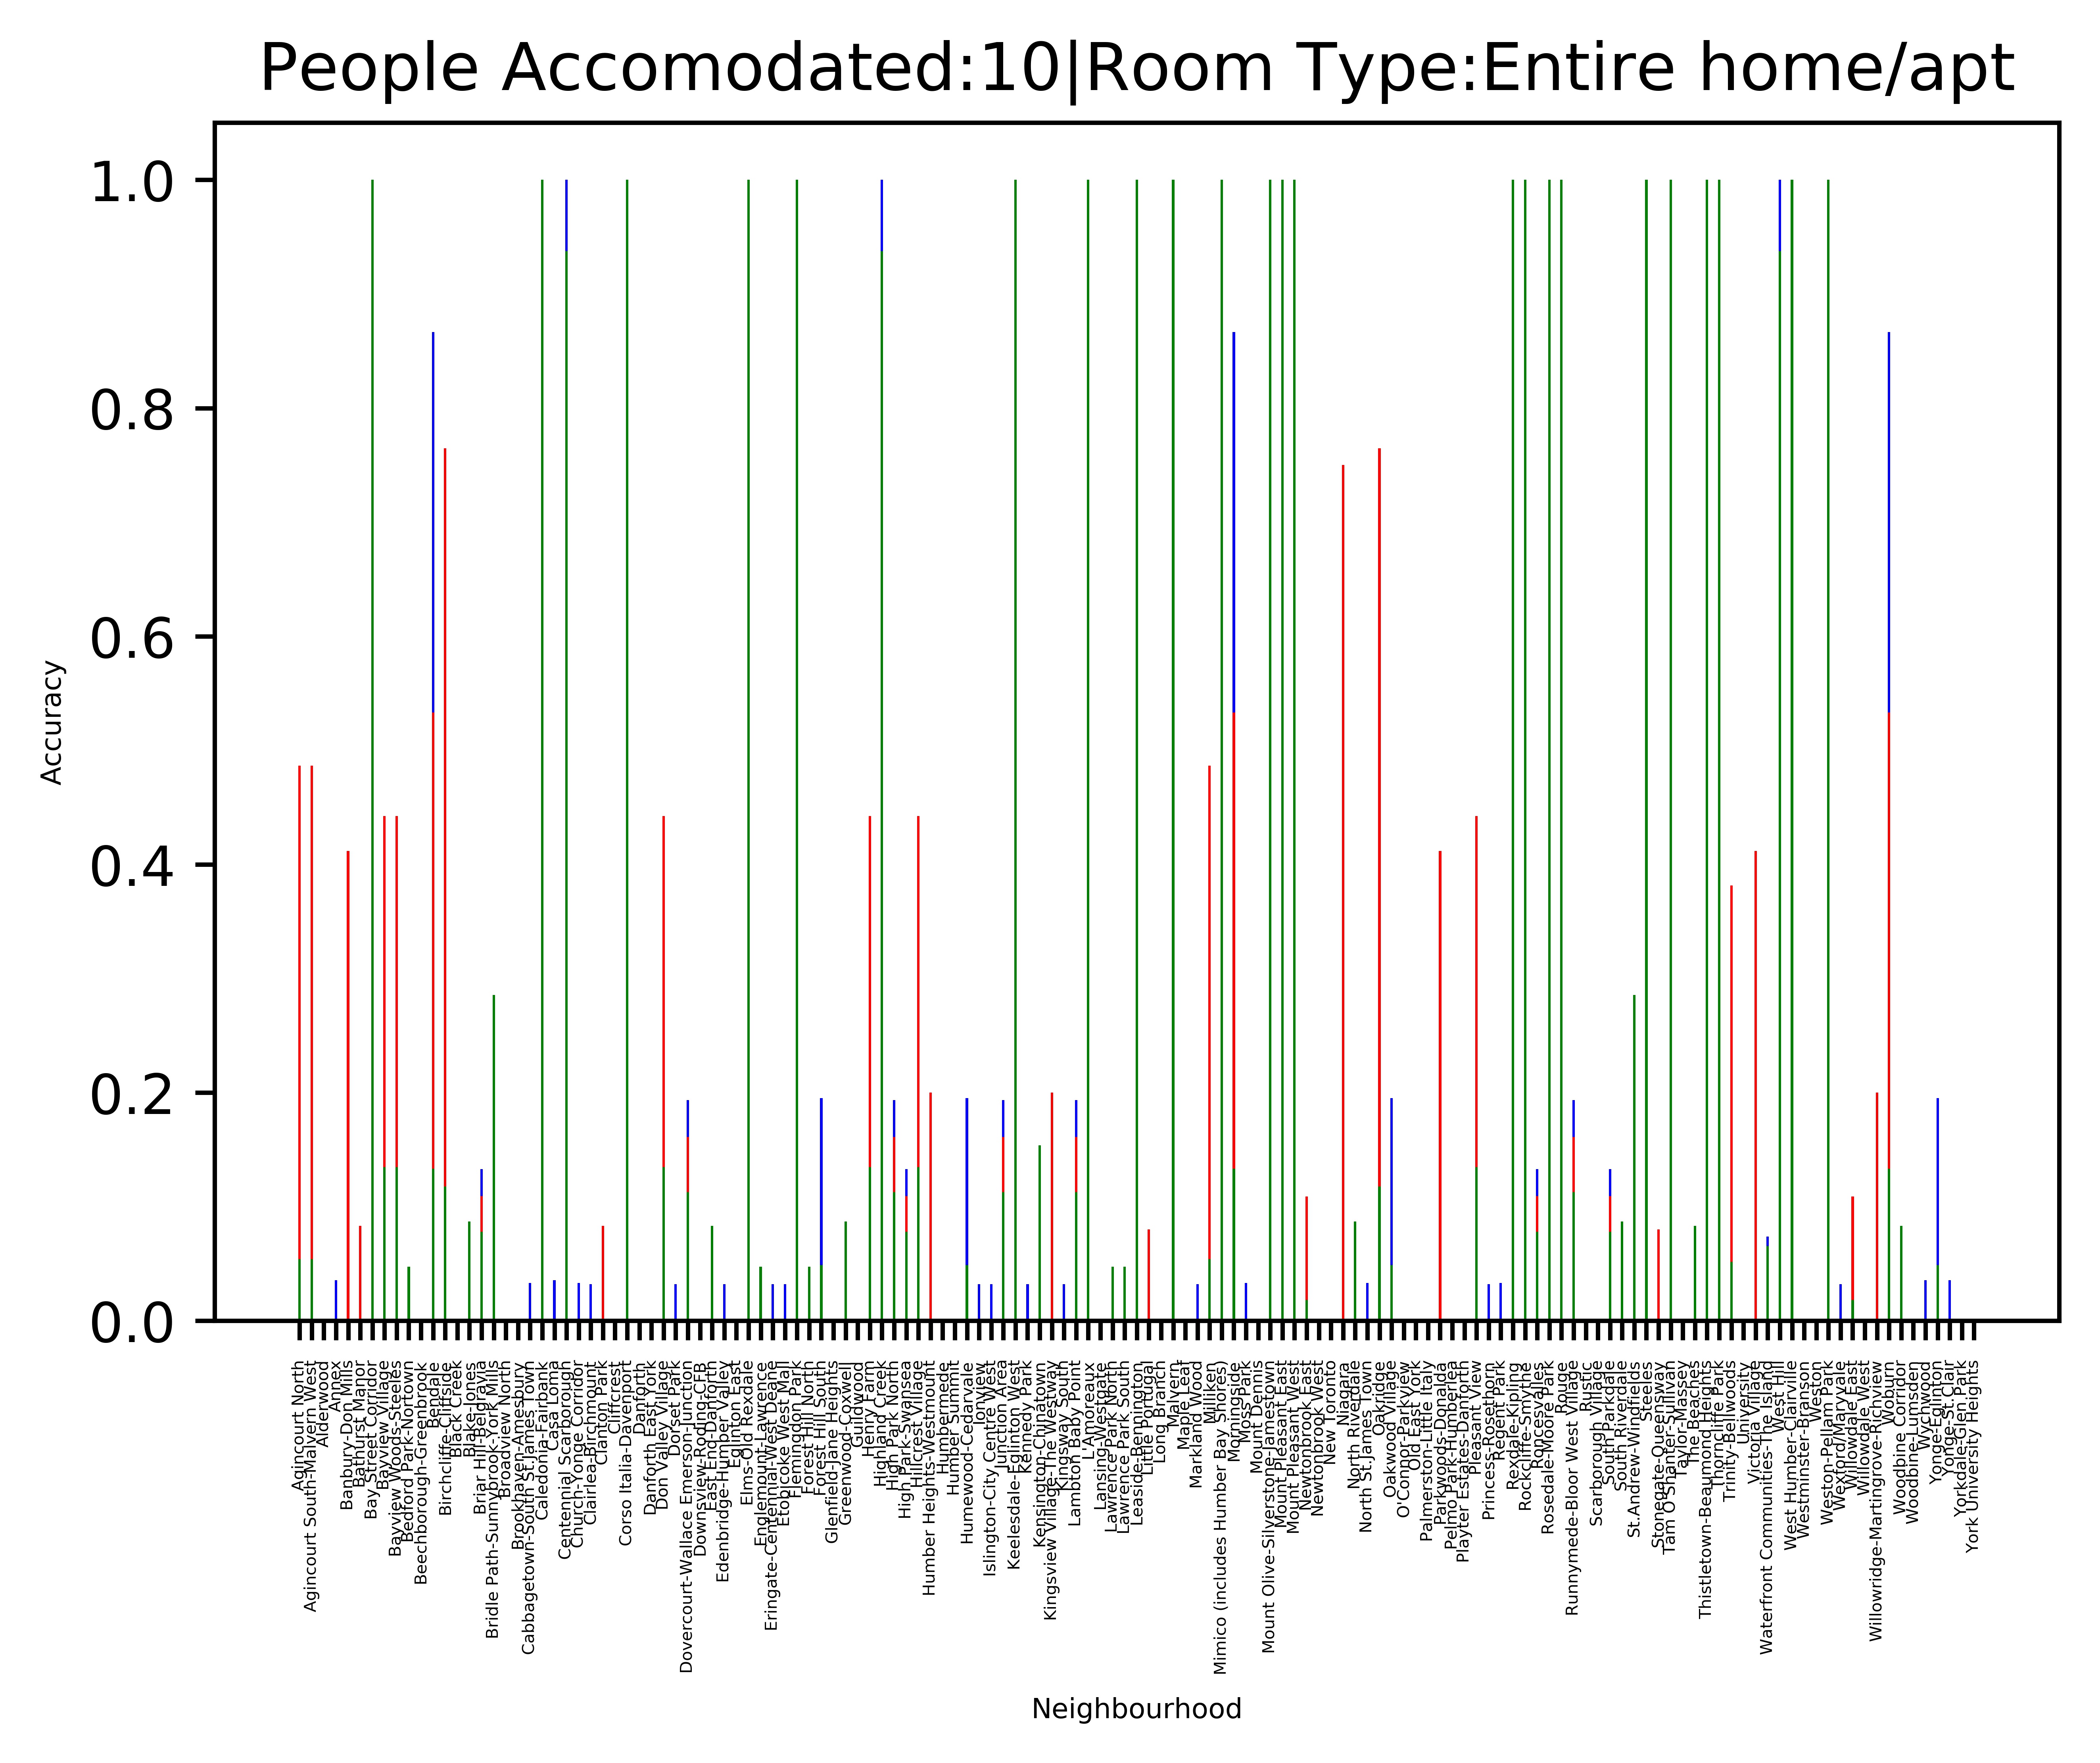 People Accomodated:10|Room Type:Entire home/apt
1.0
0.8
0.6
0.4
0.2
0.0
Accuracy
Agincourt North
Agincourt South-Malvern West
Alderwood
Annex
Banbury-Don Mills
Bathurst Manor
Bay Street Corridor
Bayview Village
Bayview Woods-Steeles
Bedford Park-Nortown
Beechborough-Greenbrook
Bendale
Birchcliffe-Cliffside
Black Creek
Blake-Jones
Briar Hill-Belgravia
Bridle Path-Sunnybrook-York Mills
Broadview North
Brookhaven-Amesbury
Cabbagetown-South St.James Town
Caledonia-Fairbank
Casa Loma
Centennial Scarborough
Church-Yonge Corridor
Clairlea-Birchmount
Clanton Park
Cliffcrest
Corso Italia-Davenport
Danforth
Danforth East York
Don Valley Village
Dorset Park
Dovercourt-Wallace Emerson-Junction
Downsview-Roding-CFB
East End-Danforth
Edenbridge-Humber Valley
Eglinton East
Elms-Old Rexdale
Englemount-Lawrence
Eringate-Centennial-West Deane
Etobicoke West Mall
Flemingdon Park
Forest Hill North
Forest Hill South
Glenfield-Jane Heights
Greenwood-Coxwell
Guildwood
Henry Farm
Highland Creek
High Park North
High Park-Swansea
Hillcrest Village
Humber Heights-Westmount
Humbermede
Humber Summit
Humewood-Cedarvale
Ionview
Islington-City Centre West
Junction Area
Keelesdale-Eglinton West
Kennedy Park
Kensington-Chinatown
Kingsview Village-The Westway
Kingsway South
Lambton Baby Point
L'Amoreaux
Lansing-Westgate
Lawrence Park North
Lawrence Park South
Leaside-Bennington
Little Portugal
Long Branch
Malvern
Maple Leaf
Markland Wood
Milliken
Mimico (includes Humber Bay Shores)
Morningside
Moss Park
Mount Dennis
Mount Olive-Silverstone-Jamestown
Mount Pleasant East
Mount Pleasant West
Newtonbrook East
Newtonbrook West
New Toronto
Niagara
North Riverdale
North St.James Town
Oakridge
Oakwood Village
O'Connor-Parkview
Old East York
Palmerston-Little Italy
Parkwoods-Donalda
Pelmo Park-Humberlea
Playter Estates-Danforth
Pleasant View
Princess-Rosethorn
Regent Park
Rexdale-Kipling
Rockcliffe-Smythe
Roncesvalles
Rosedale-Moore Park
Rouge
Runnymede-Bloor West Village
Rustic
Scarborough Village
South Parkdale
South Riverdale
St.Andrew-Windfields
Steeles
Stonegate-Queensway
Tam O'Shanter-Sullivan
Taylor-Massey
The Beaches
Thistletown-Beaumond Heights
Thorncliffe Park
Trinity-Bellwoods
University
Victoria Village
Waterfront Communities-The Island
West Hill
West Humber-Clairville
Westminster-Branson
Weston
Weston-Pellam Park
Wexford/Maryvale
Willowdale East
Willowdale West
Willowridge-Martingrove-Richview
Woburn
Woodbine Corridor
Woodbine-Lumsden
Wychwood
Yonge-Eglinton
Yonge-St.Clair
Yorkdale-Glen Park
York University Heights
Neighbourhood